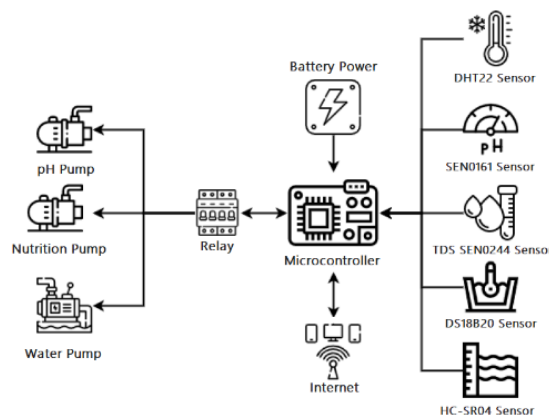 Battery Power
DHT22 Sensor
pH Pump
pH
SEN0161 Sensor
Nutrition Pump
Relay
Microcontroller
TDS SEN0244 Sensor
Water Pump
Internet
DS18B20 Sensor
HC-SR04 Sensor